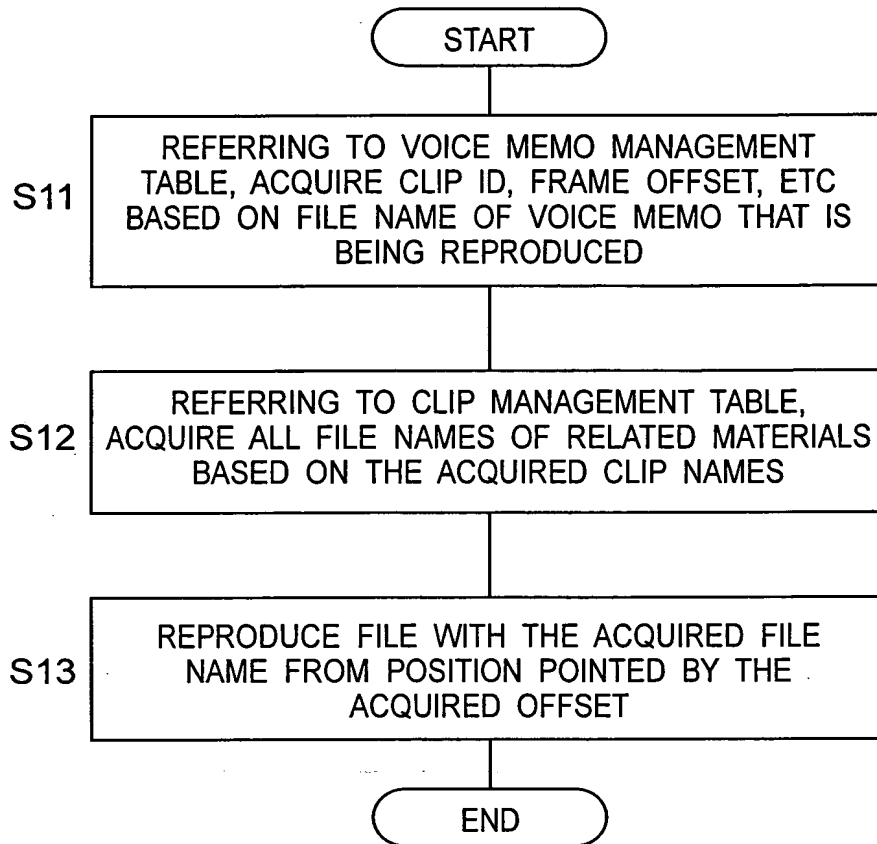 START
S11
REFERRING TO VOICE MEMO MANAGEMENT
TABLE, ACQUIRE CLIP ID, FRAME OFFSET, ETC
BASED ON FILE NAME OF VOICE MEMO THAT IS
BEING REPRODUCED
S12
REFERRING TO CLIP MANAGEMENT TABLE,
ACQUIRE ALL FILE NAMES OF RELATED MATERIALS
BASED ON THE ACQUIRED CLIP NAMES
S13
REPRODUCE FILE WITH THE ACQUIRED FILE
NAME FROM POSITION POINTED BY THE
ACQUIRED OFFSET
END